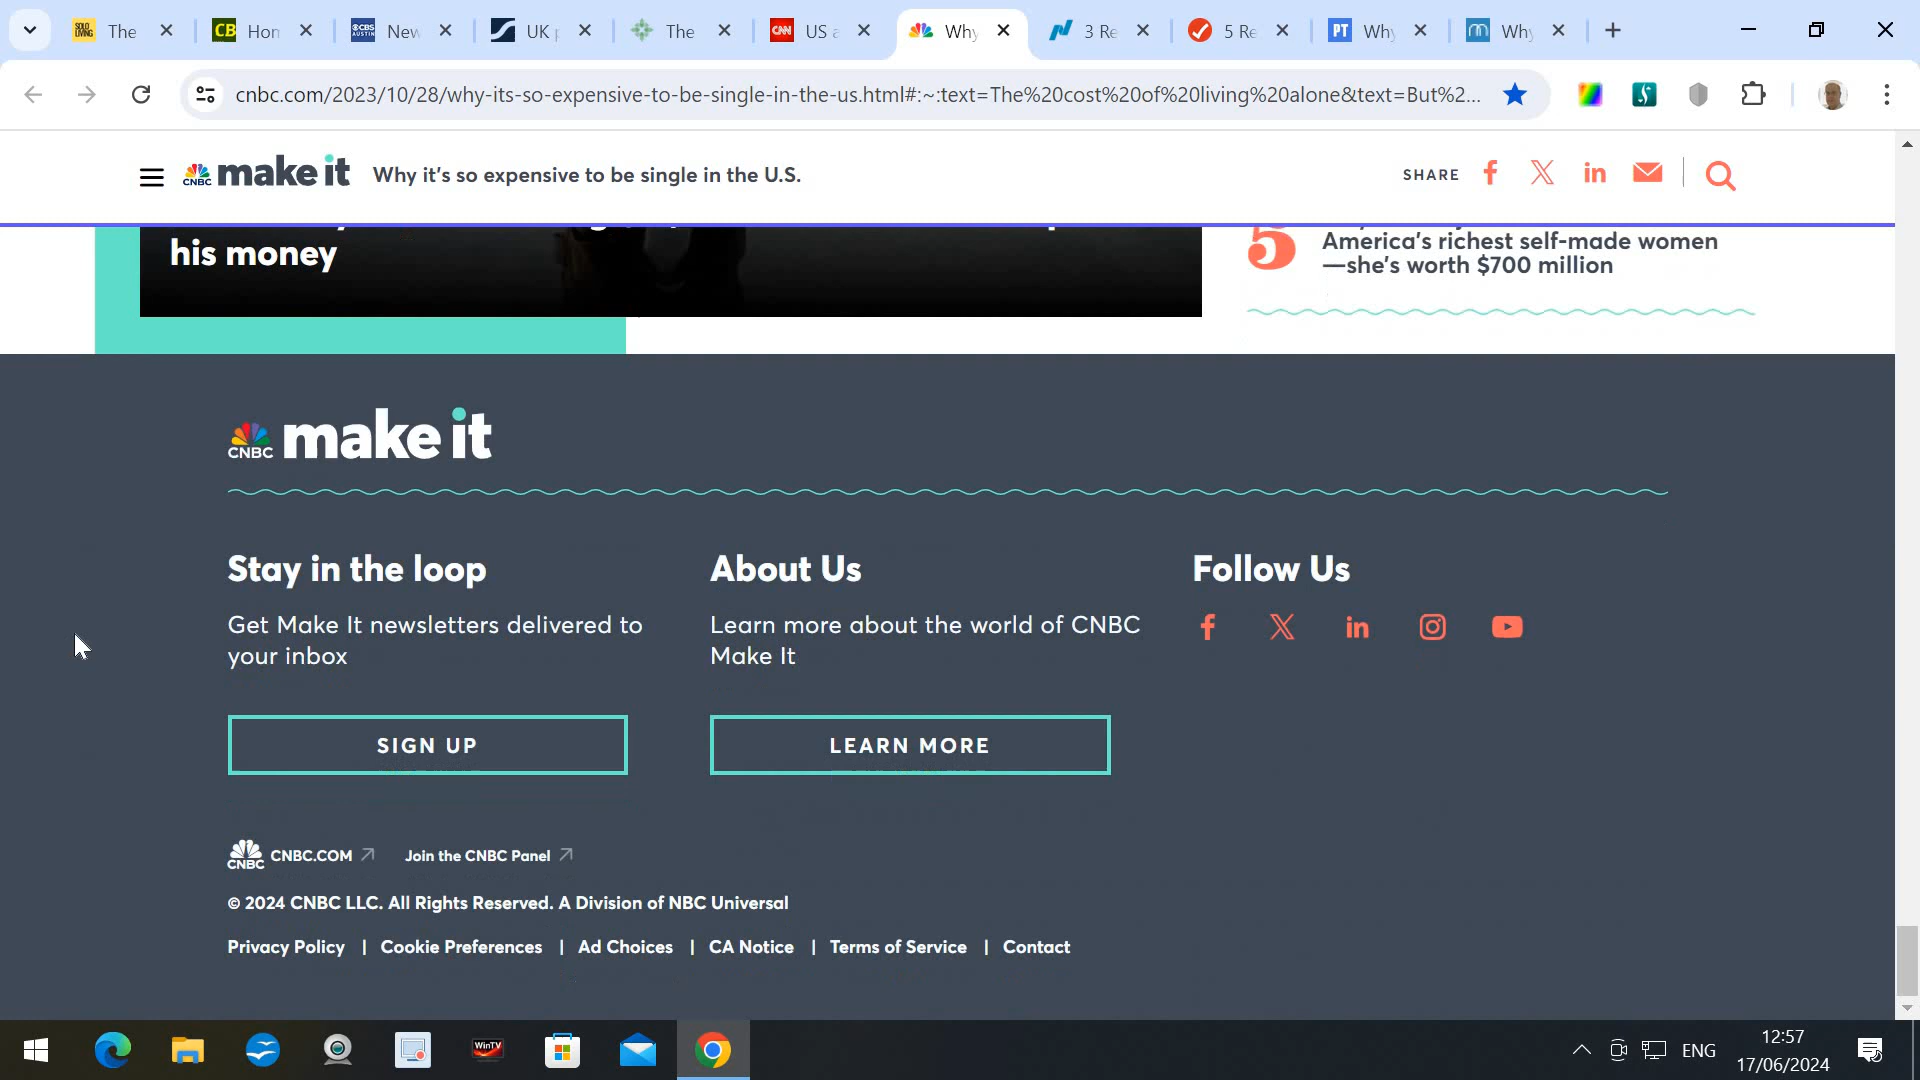 The
Hon
New
UK
The
US
Why
3 Re
5 Re
Why
Why
cnbc.com/2023/10/28/why-its-so-expensive-to-be-single-in-the-us.html#:~:text=The%20cost%20of%20living%20alone&text=But%2...
CNBC make it
Why it's so expensive to be single in the U.S.
SHARE
his money
5
America's richest self-made women
—she's worth $700 million
CNBC make it
Stay in the loop
About Us
Follow Us
Get Make It newsletters delivered to
your inbox
Learn more about the world of CNBC
Make It
SIGN UP
LEARN MORE
CNBC CNBC.COM
Join the CNBC Panel
© 2024 CNBC LLC. All Rights Reserved. A Division of NBC Universal
Privacy Policy | Cookie Preferences | Ad Choices | CA Notice | Terms of Service | Contact
WinTV
ENG
12:57
17/06/2024